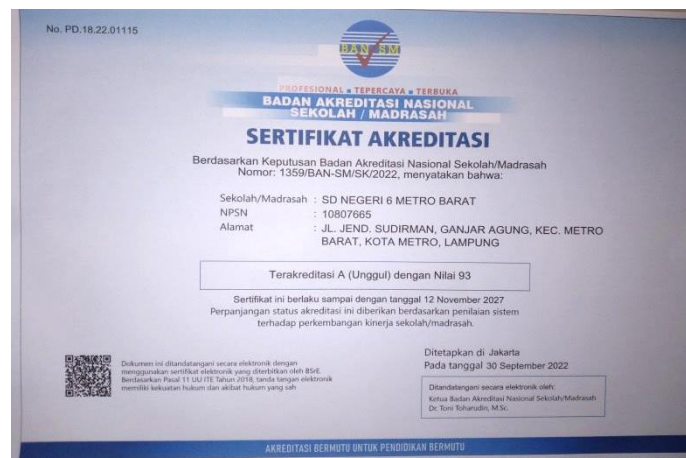 No. PD.18.22.01115
BAN-SM
PROFESIONAL ▪ TEPERCAYA ▪ TERBUKA
BADAN AKREDITASI NASIONAL
SEKOLAH / MADRASAH
SERTIFIKAT AKREDITASI
Berdasarkan Keputusan Badan Akreditasi Nasional Sekolah/Madrasah
Nomor: 1359/BAN-SM/SK/2022, menyatakan bahwa:
Sekolah/Madrasah : SD NEGERI 6 METRO BARAT
NPSN : 10807665
Alamat : JL. JEND. SUDIRMAN, GANJAR AGUNG, KEC. METRO
BARAT, KOTA METRO, LAMPUNG
Terakreditasi A (Unggul) dengan Nilai 93
Sertifikat ini berlaku sampai dengan tanggal 12 November 2027
Perpanjangan status akreditasi ini diberikan berdasarkan penilaian sistem
terhadap perkembangan kinerja sekolah/madrasah.
Ditetapkan di Jakarta
Pada tanggal 30 September 2022
Dokumen ini ditandatangani secara elektronik dengan
menggunakan sertifikat elektronik yang diterbitkan oleh BSrE.
Berdasarkan Pasal 11 UU ITE Tahun 2018, tanda tangan elektronik
memiliki kekuatan hukum dan akibat hukum yang sah
Ditandatangani secara elektronik oleh:
Ketua Badan Akreditasi Nasional Sekolah/Madrasah
Dr. Toni Toharudin, M.Sc.
AKREDITASI BERMUTU UNTUK PENDIDIKAN BERMUTU